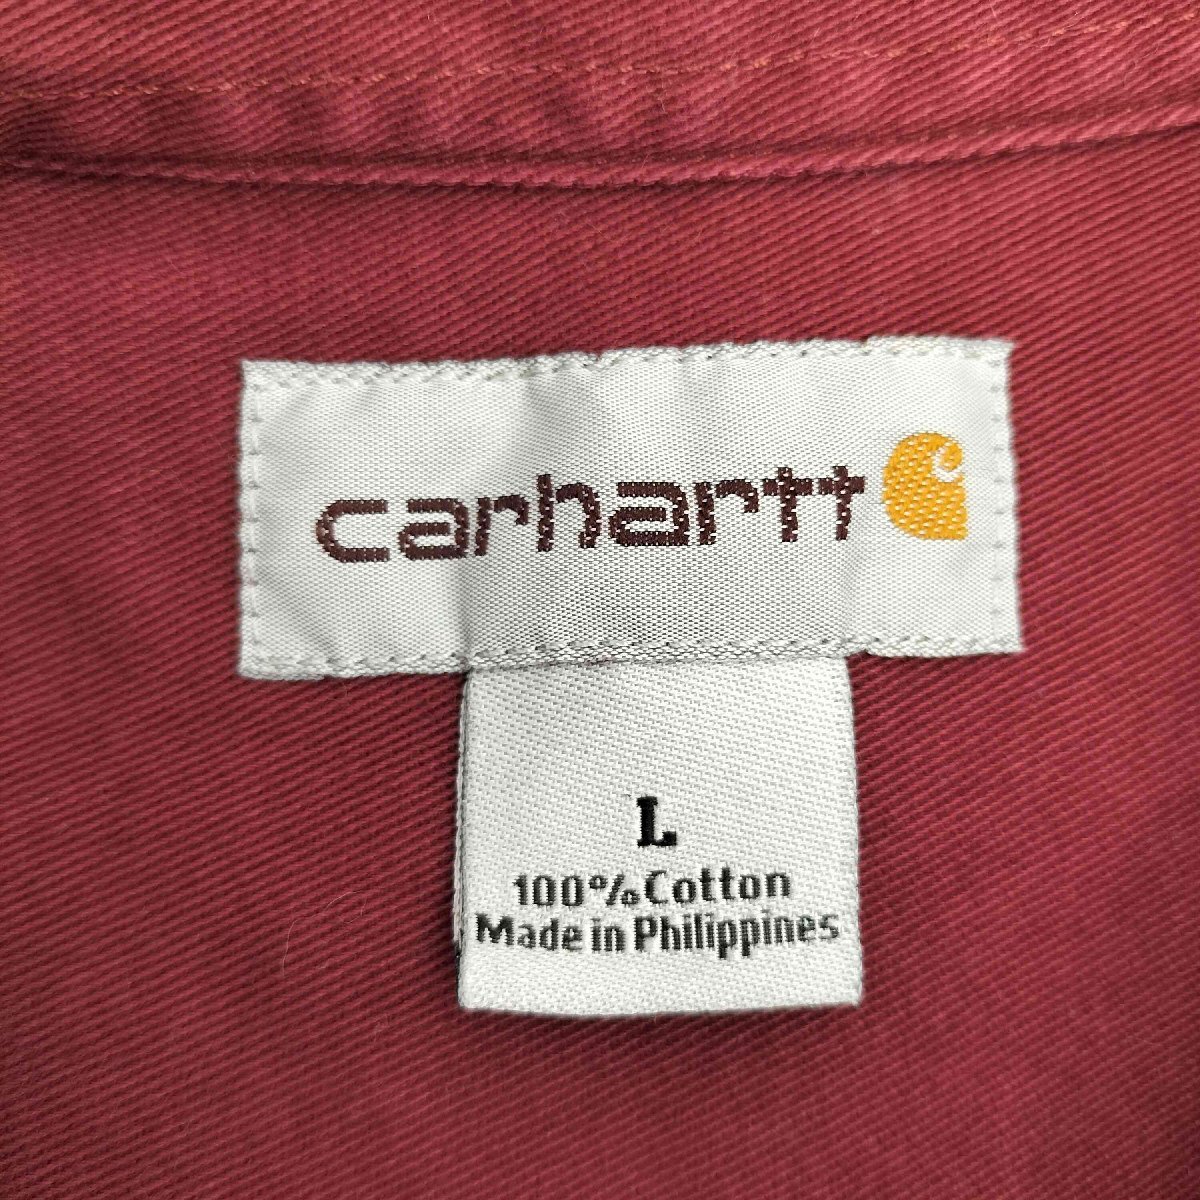 carhartt
L
100% Cotton
Made in Philippines